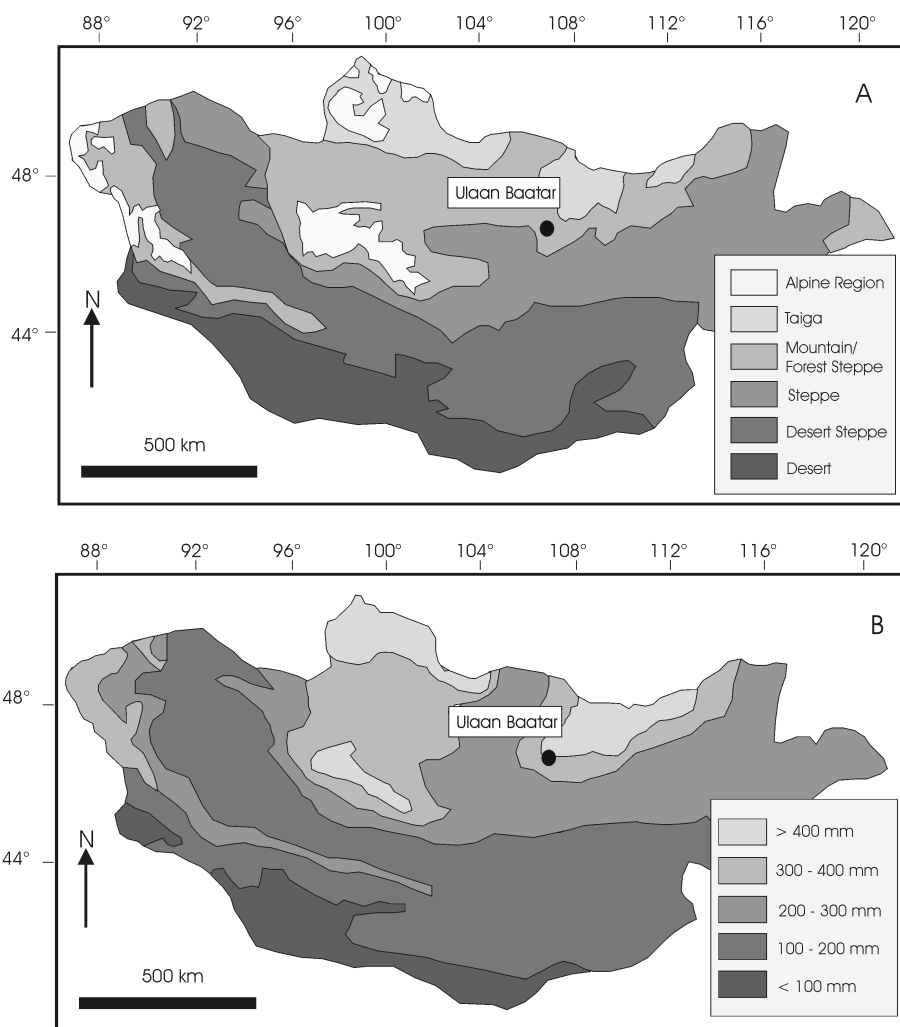 88° 92° 96° 100° 104° 108° 112° 116° 120°
A
48°
Ulaan Baatar
N
44°
Alpine Region
Taiga
Mountain/
Forest Steppe
Steppe
Desert Steppe
Desert
500 km
88° 92° 96° 100° 104° 108° 112° 116° 120°
B
48°
Ulaan Baatar
N
44°
> 400 mm
300 - 400 mm
200 - 300 mm
100 - 200 mm
< 100 mm
500 km